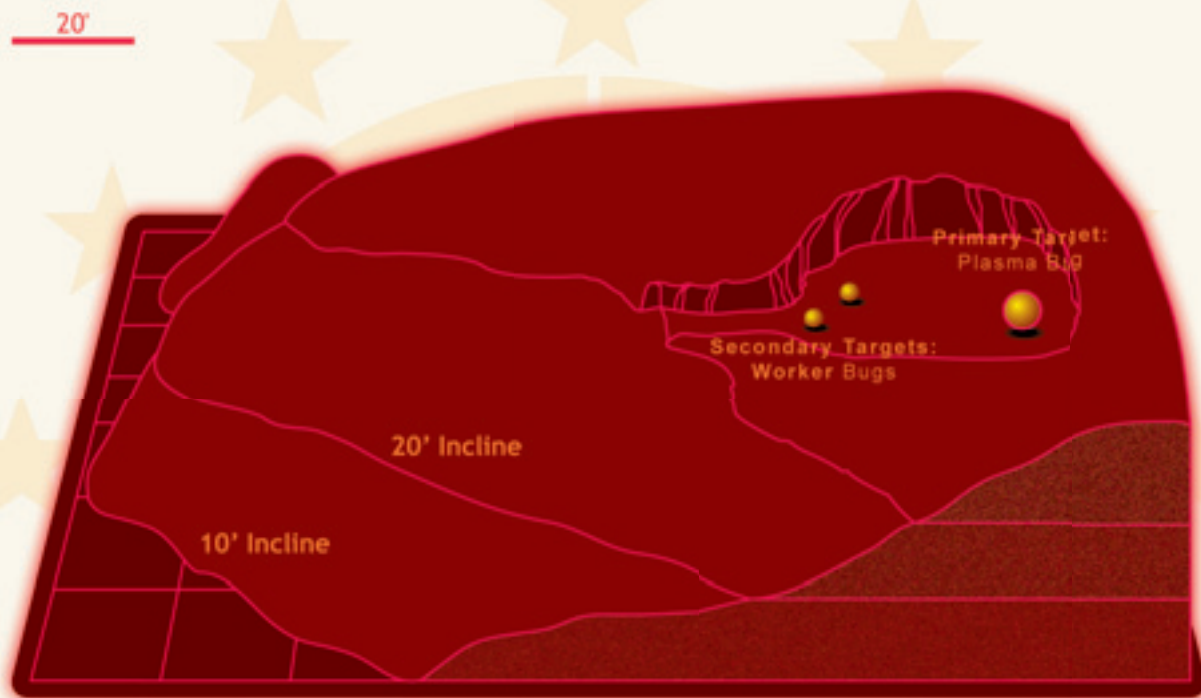 20'
Primary Target:
Plasma Bug
Secondary Targets:
Worker Bugs
20’ Incline
10’ Incline